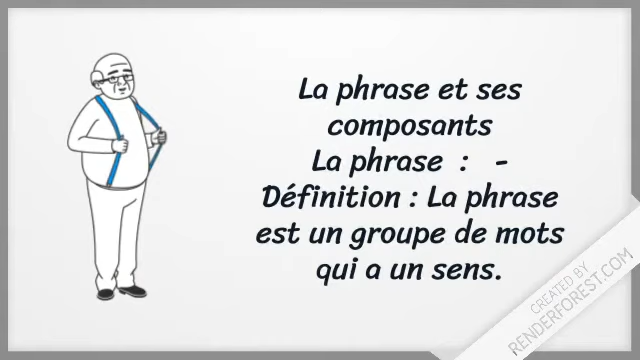 La phrase et ses
composants
La phrase : -
Définition : La phrase
est un groupe de mots
qui a un sens.
CREATED BY
RENDERFOREST.COM